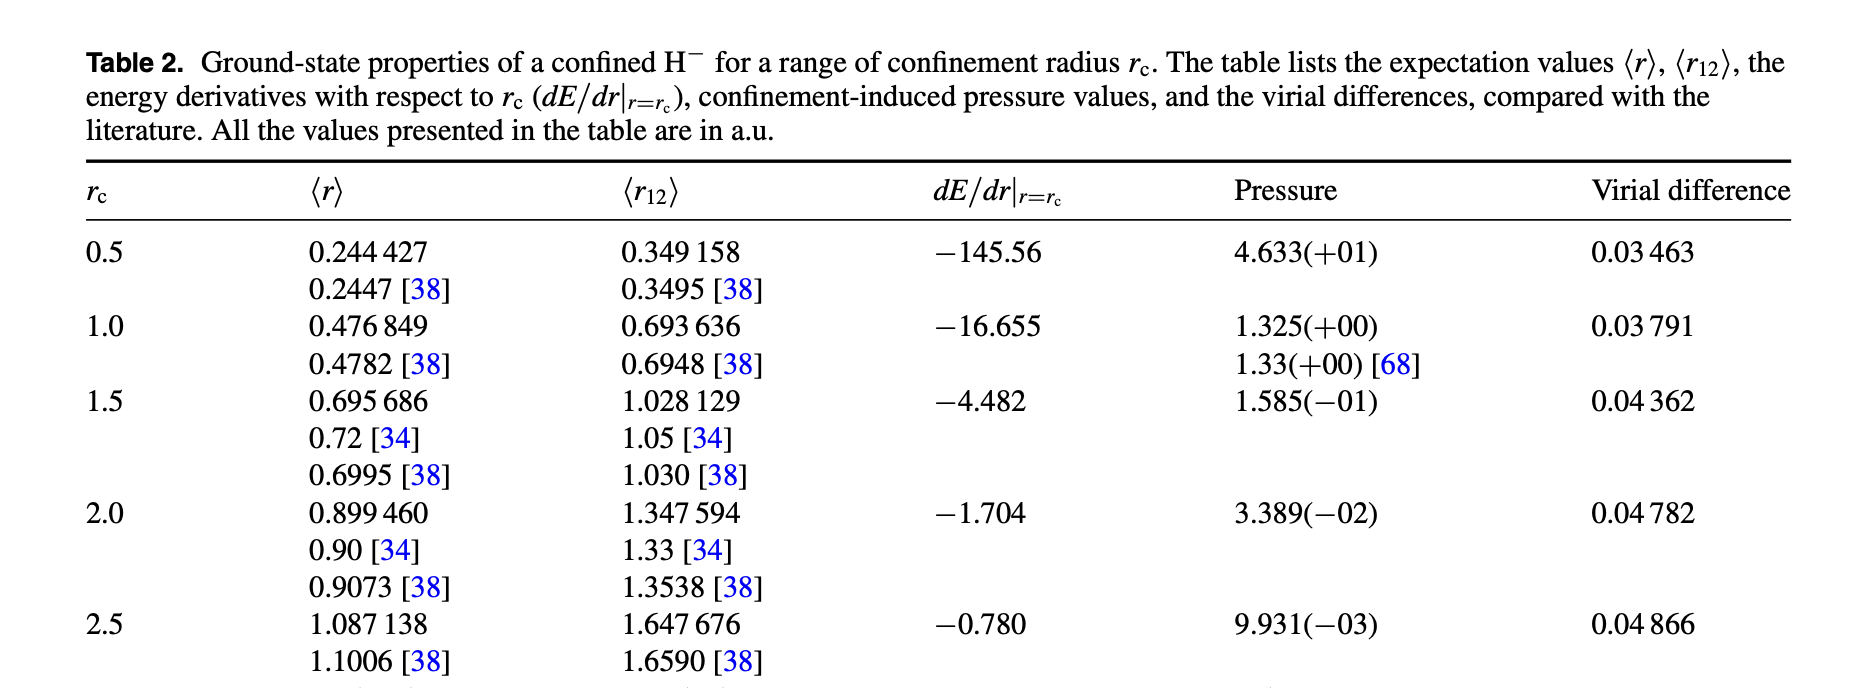 Table 2. Ground-state properties of a confined H⁻ for a range of confinement radius r_c. The table lists the expectation values ⟨r⟩, ⟨r₁₂⟩, the
energy derivatives with respect to r_c (dE/dr|_{r=r_c}), confinement-induced pressure values, and the virial differences, compared with the
literature. All the values presented in the table are in a.u.
r_c ⟨r⟩ ⟨r₁₂⟩ dE/dr|_{r=r_c} Pressure Virial difference
0.5 0.244 427 0.349 158 −145.56 4.633(+01) 0.03 463
0.2447 [38] 0.3495 [38]
1.0 0.476 849 0.693 636 −16.655 1.325(+00) 0.03 791
0.4782 [38] 0.6948 [38] 1.33(+00) [68]
1.5 0.695 686 1.028 129 −4.482 1.585(−01) 0.04 362
0.72 [34] 1.05 [34]
0.6995 [38] 1.030 [38]
2.0 0.899 460 1.347 594 −1.704 3.389(−02) 0.04 782
0.90 [34] 1.33 [34]
0.9073 [38] 1.3538 [38]
2.5 1.087 138 1.647 676 −0.780 9.931(−03) 0.04 866
1.1006 [38] 1.6590 [38]